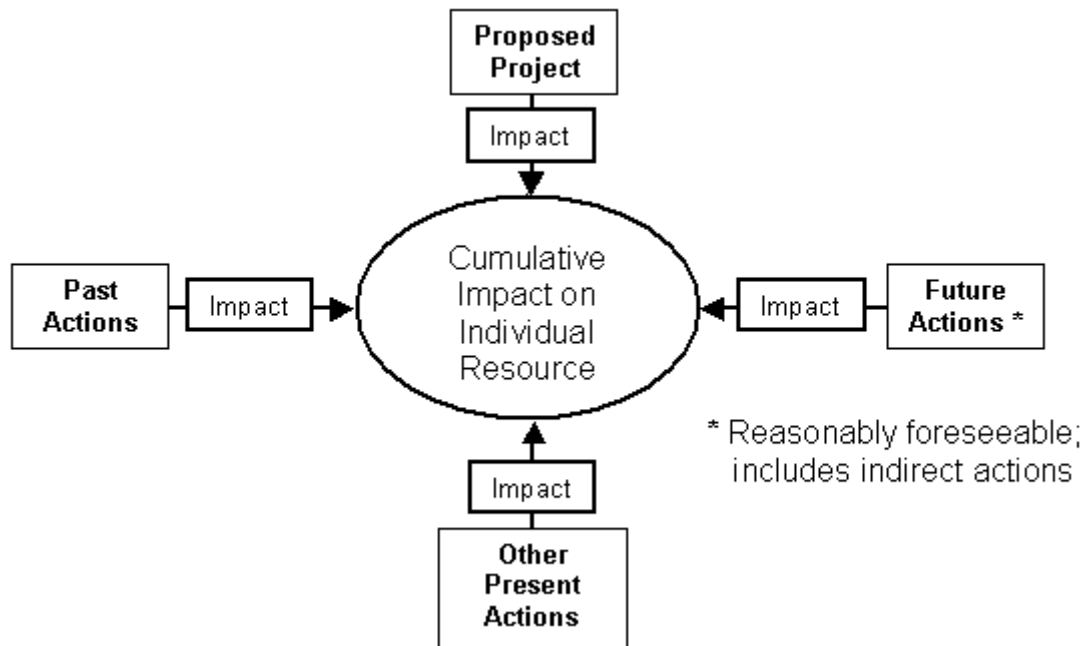 Proposed
Project
Impact
Cumulative
Impact on
Individual
Resource
Past
Actions
Impact
Impact
Future
Actions *
* Reasonably foreseeable;
includes indirect actions
Impact
Other
Present
Actions